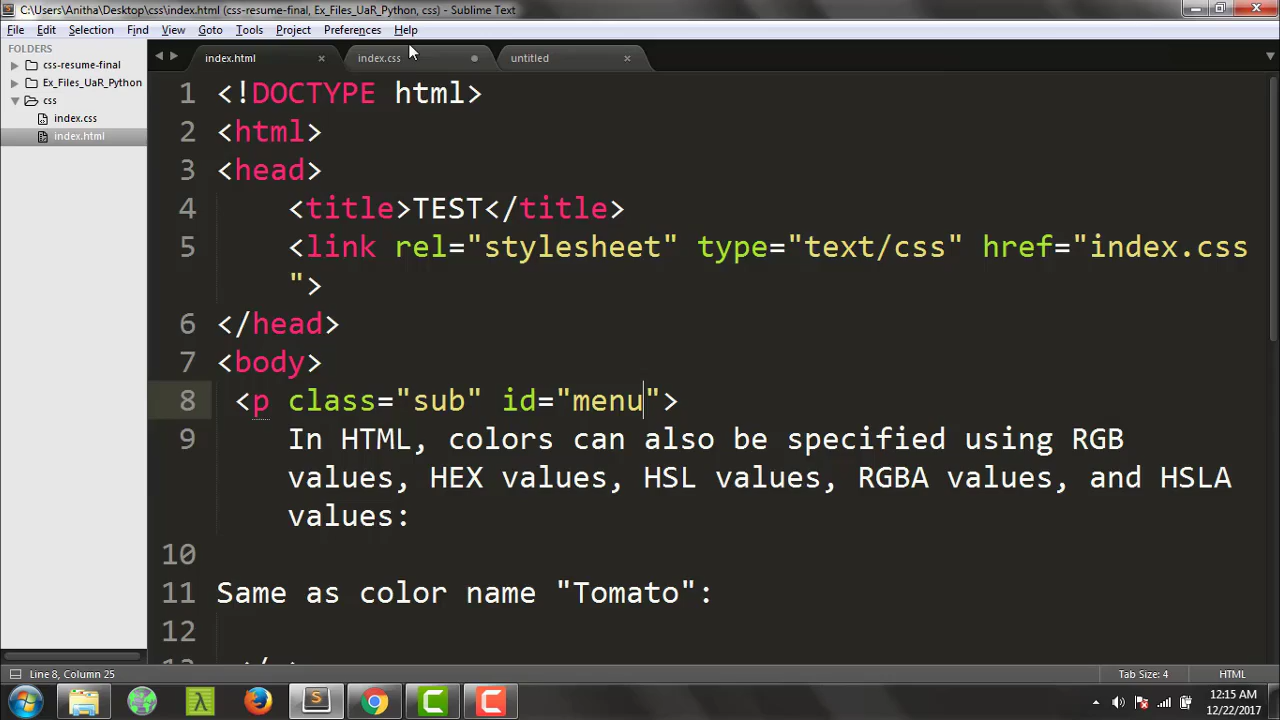 C:\Users\Anitha\Desktop\css\index.html (css-resume-final, Ex_Files_UaR_Python, css) - Sublime Text
File Edit Selection Find View Goto Tools Project Preferences Help
FOLDERS
css-resume-final
Ex_Files_UaR_Python
css
index.css
index.html
index.html index.css untitled
1 <!DOCTYPE html>
2 <html>
3 <head>
4 <title>TEST</title>
5 <link rel="stylesheet" type="text/css" href="index.css
">
6 </head>
7 <body>
8 <p class="sub" id="menu">
9 In HTML, colors can also be specified using RGB
values, HEX values, HSL values, RGBA values, and HSLA
values:
10
11 Same as color name "Tomato":
12
Line 8, Column 25
Tab Size: 4
HTML
12:15 AM
12/22/2017